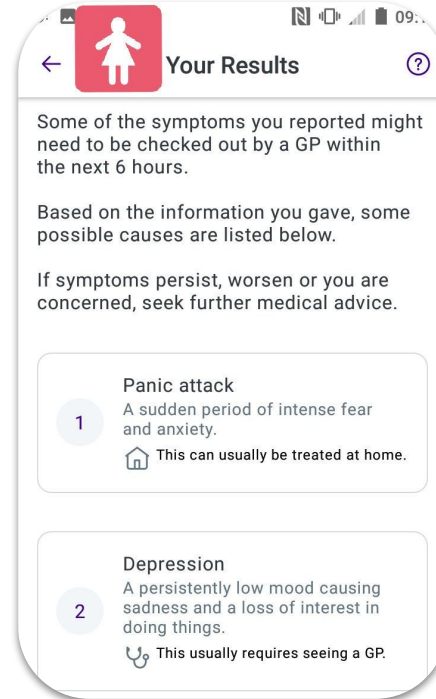 09:
Your Results
?
Some of the symptoms you reported might
need to be checked out by a GP within
the next 6 hours.
Based on the information you gave, some
possible causes are listed below.
If symptoms persist, worsen or you are
concerned, seek further medical advice.
Panic attack
A sudden period of intense fear
1
and anxiety.
This can usually be treated at home.
Depression
A persistently low mood causing
2
sadness and a loss of interest in
doing things.
This usually requires seeing a GP.